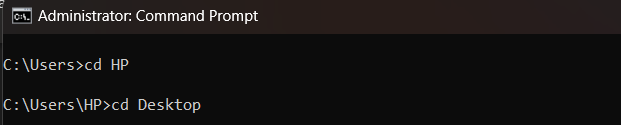 Administrator: Command Prompt
C:\Users>cd HP
C:\Users\HP>cd Desktop